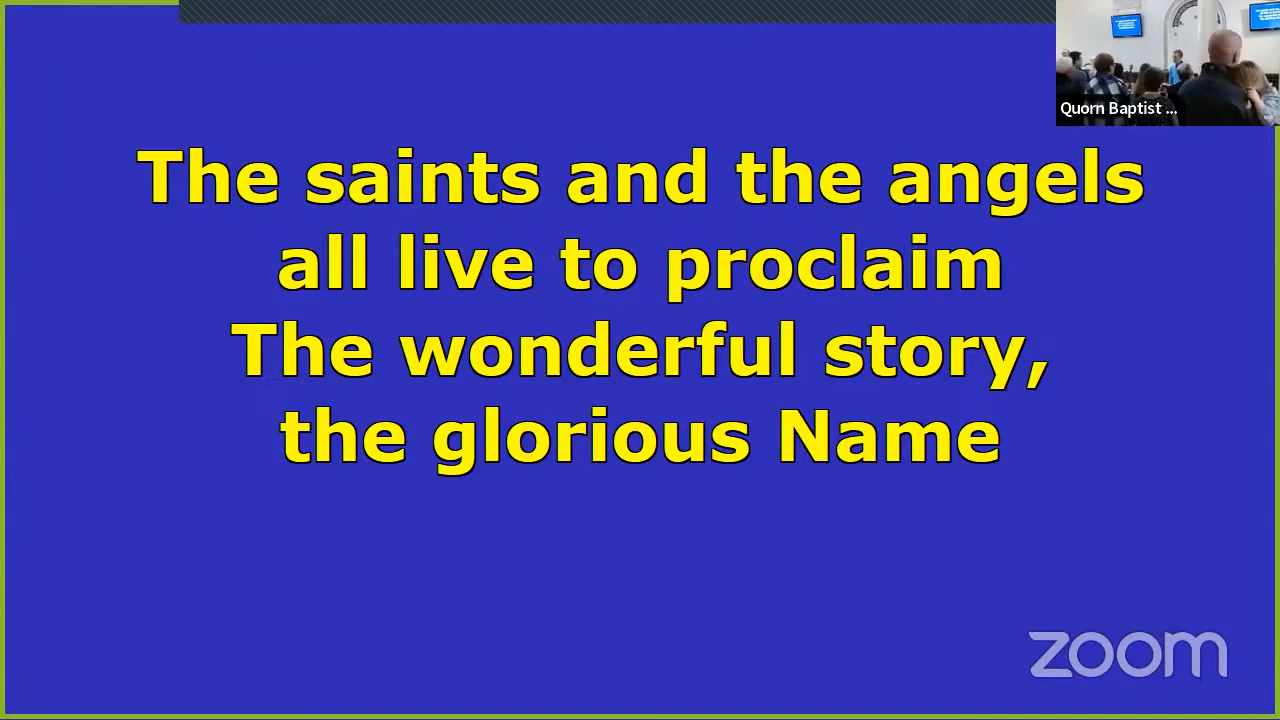 Quorn Baptist ...
The saints and the angels
all live to proclaim
The wonderful story,
the glorious Name
zoom